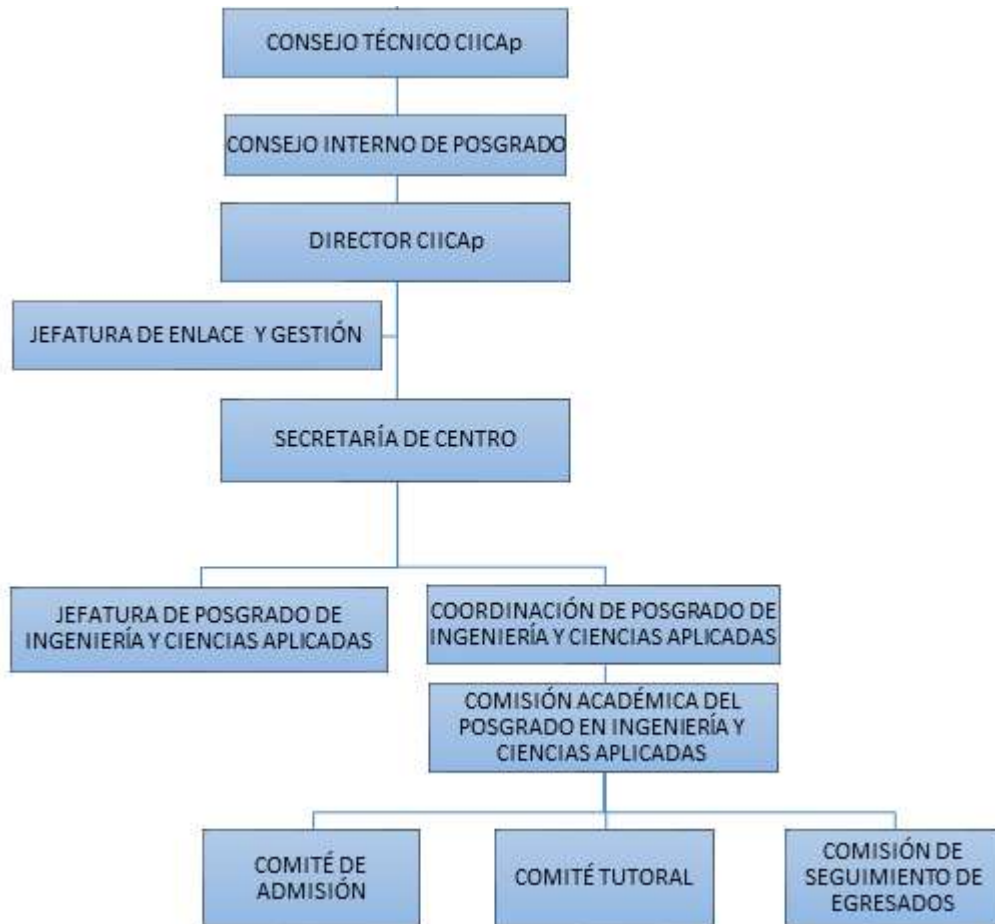 CONSEJO TÉCNICO CIICAp
CONSEJO INTERNO DE POSGRADO
DIRECTOR CIICAp
JEFATURA DE ENLACE Y GESTIÓN
SECRETARÍA DE CENTRO
JEFATURA DE POSGRADO DE
INGENIERÍA Y CIENCIAS APLICADAS
COORDINACIÓN DE POSGRADO DE
INGENIERÍA Y CIENCIAS APLICADAS
COMISIÓN ACADÉMICA DEL
POSGRADO EN INGENIERÍA Y
CIENCIAS APLICADAS
COMITÉ DE
ADMISIÓN
COMITÉ TUTORAL
COMISIÓN DE
SEGUIMIENTO DE
EGRESADOS